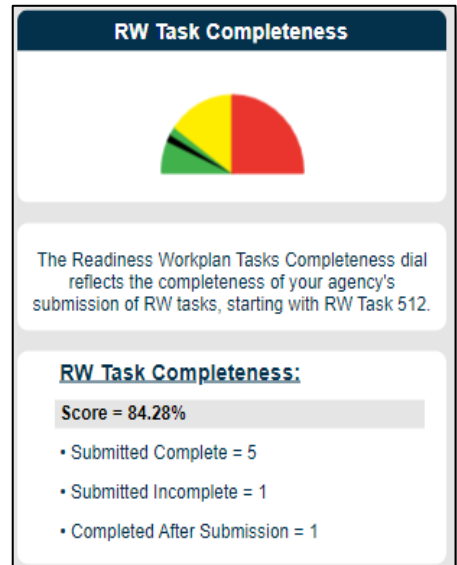 RW Task Completeness
The Readiness Workplan Tasks Completeness dial
reflects the completeness of your agency's
submission of RW tasks, starting with RW Task 512.
RW Task Completeness:
Score = 84.28%
• Submitted Complete = 5
• Submitted Incomplete = 1
• Completed After Submission = 1